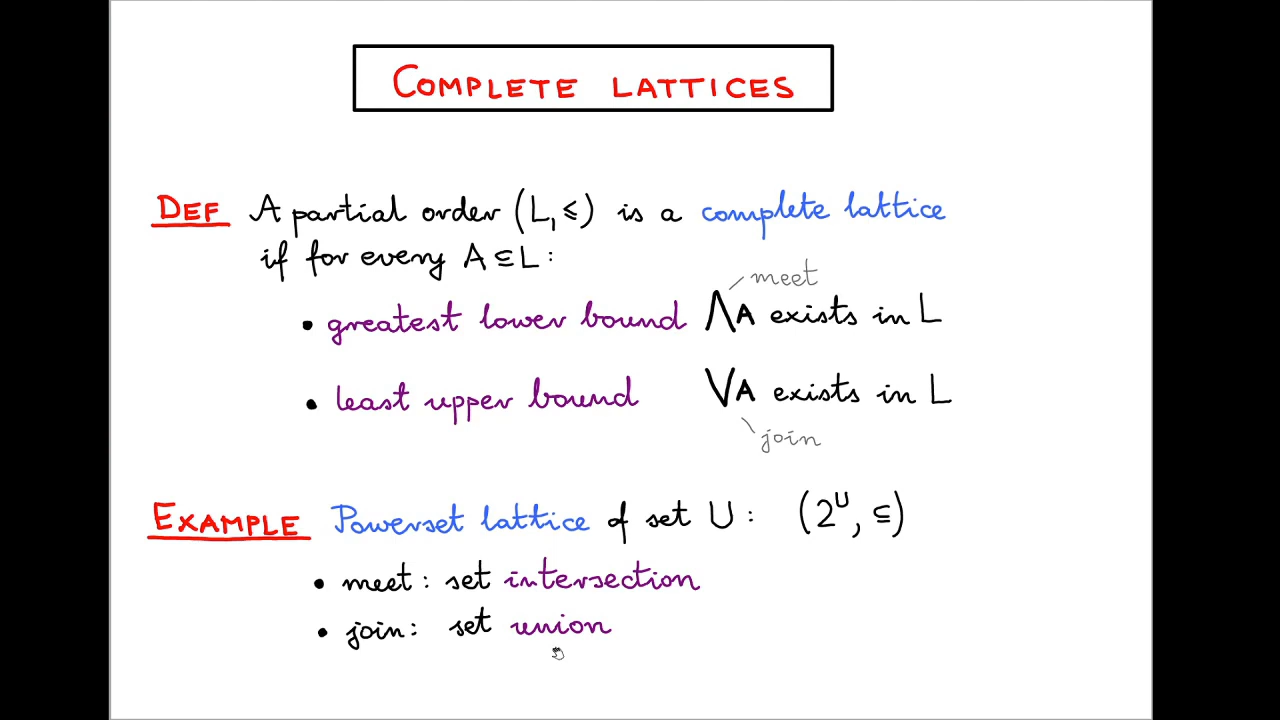 COMPLETE LATTICES
DEF A partial order (L, ≤) is a complete lattice
if for every A ⊆ L :
meet
• greatest lower bound ⋀A exists in L
• least upper bound ⋁A exists in L
join
EXAMPLE Powerset lattice of set U : (2^U, ⊆)
• meet : set intersection
• join : set union